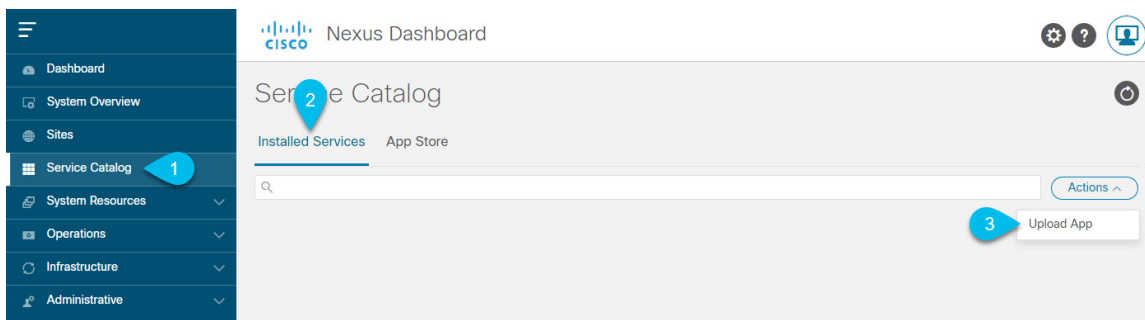 CISCO Nexus Dashboard
Dashboard
System Overview
Sites
Service Catalog
1
System Resources
Operations
Infrastructure
Administrative
Catalog
2
Installed Services App Store
Actions
3
Upload App